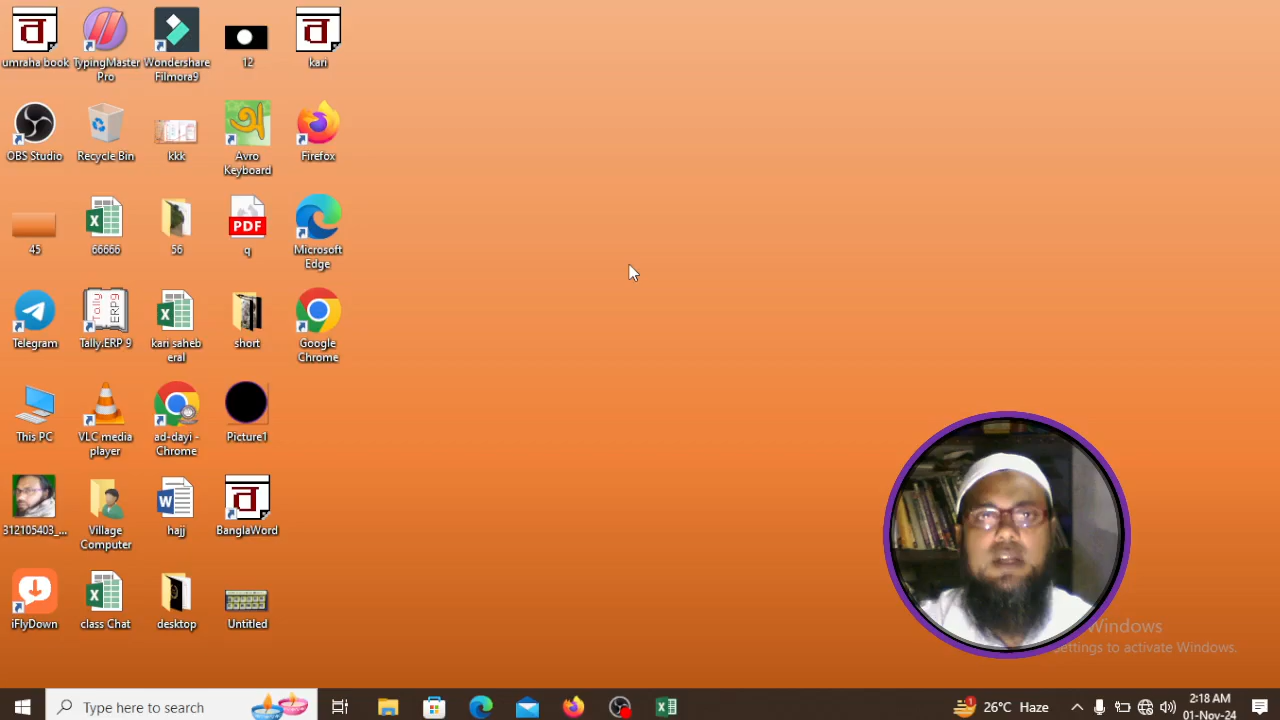 umraha book
TypingMaster Pro
Wondershare Filmora9
12
kari
OBS Studio
Recycle Bin
kkk
Avro Keyboard
Firefox
45
66666
56
PDF
q
Microsoft Edge
Telegram
Tally.ERP 9
kari saheb eral
short
Google Chrome
This PC
VLC media player
ad-dayi - Chrome
Picture1
312105403_...
Village Computer
hajj
BanglaWord
iFlyDown
class Chat
desktop
Untitled
Windows
ettings to activate Windows.
Type here to search
26°C Haze
2:18 AM
01-Nov-24